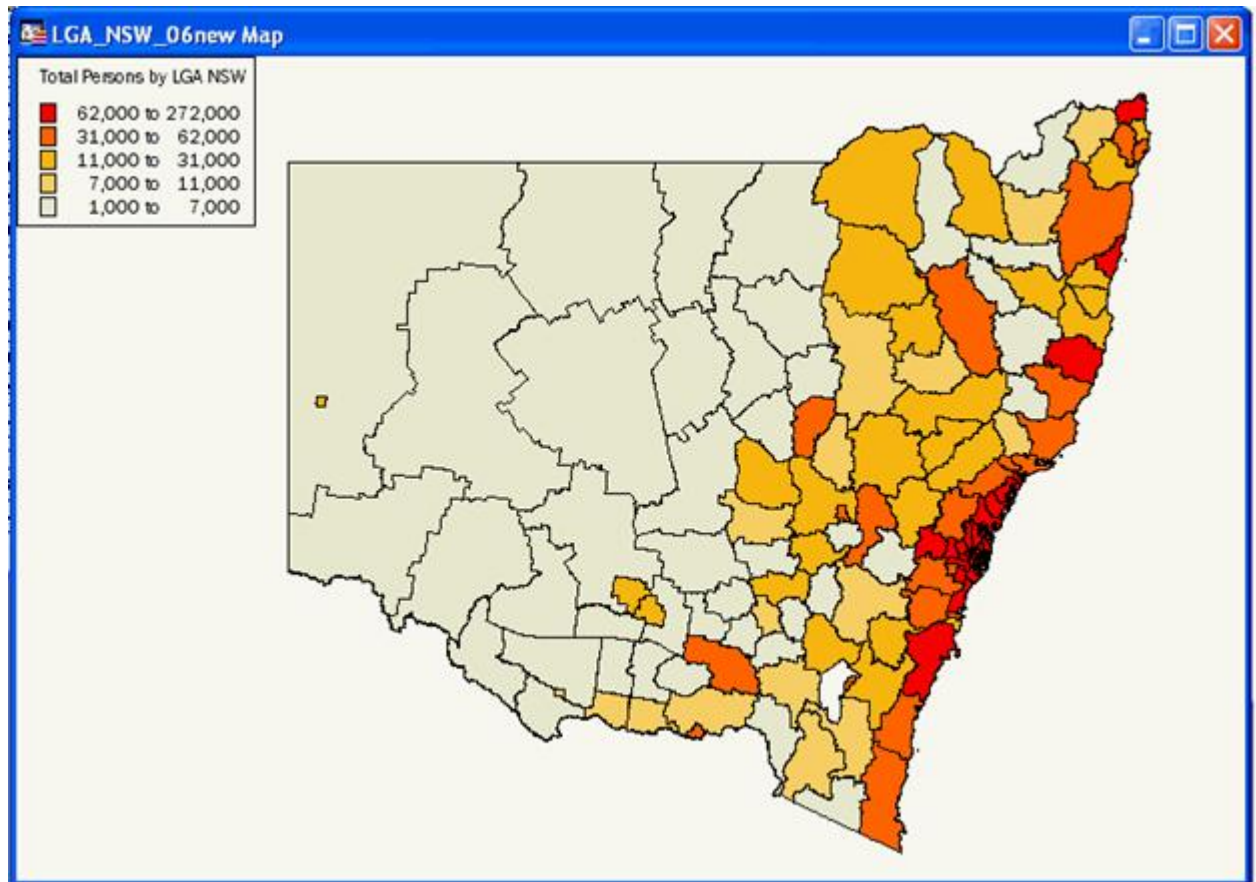 LGA_NSW_06new Map
Total Persons by LGA NSW
62,000 to 272,000
31,000 to 62,000
11,000 to 31,000
7,000 to 11,000
1,000 to 7,000